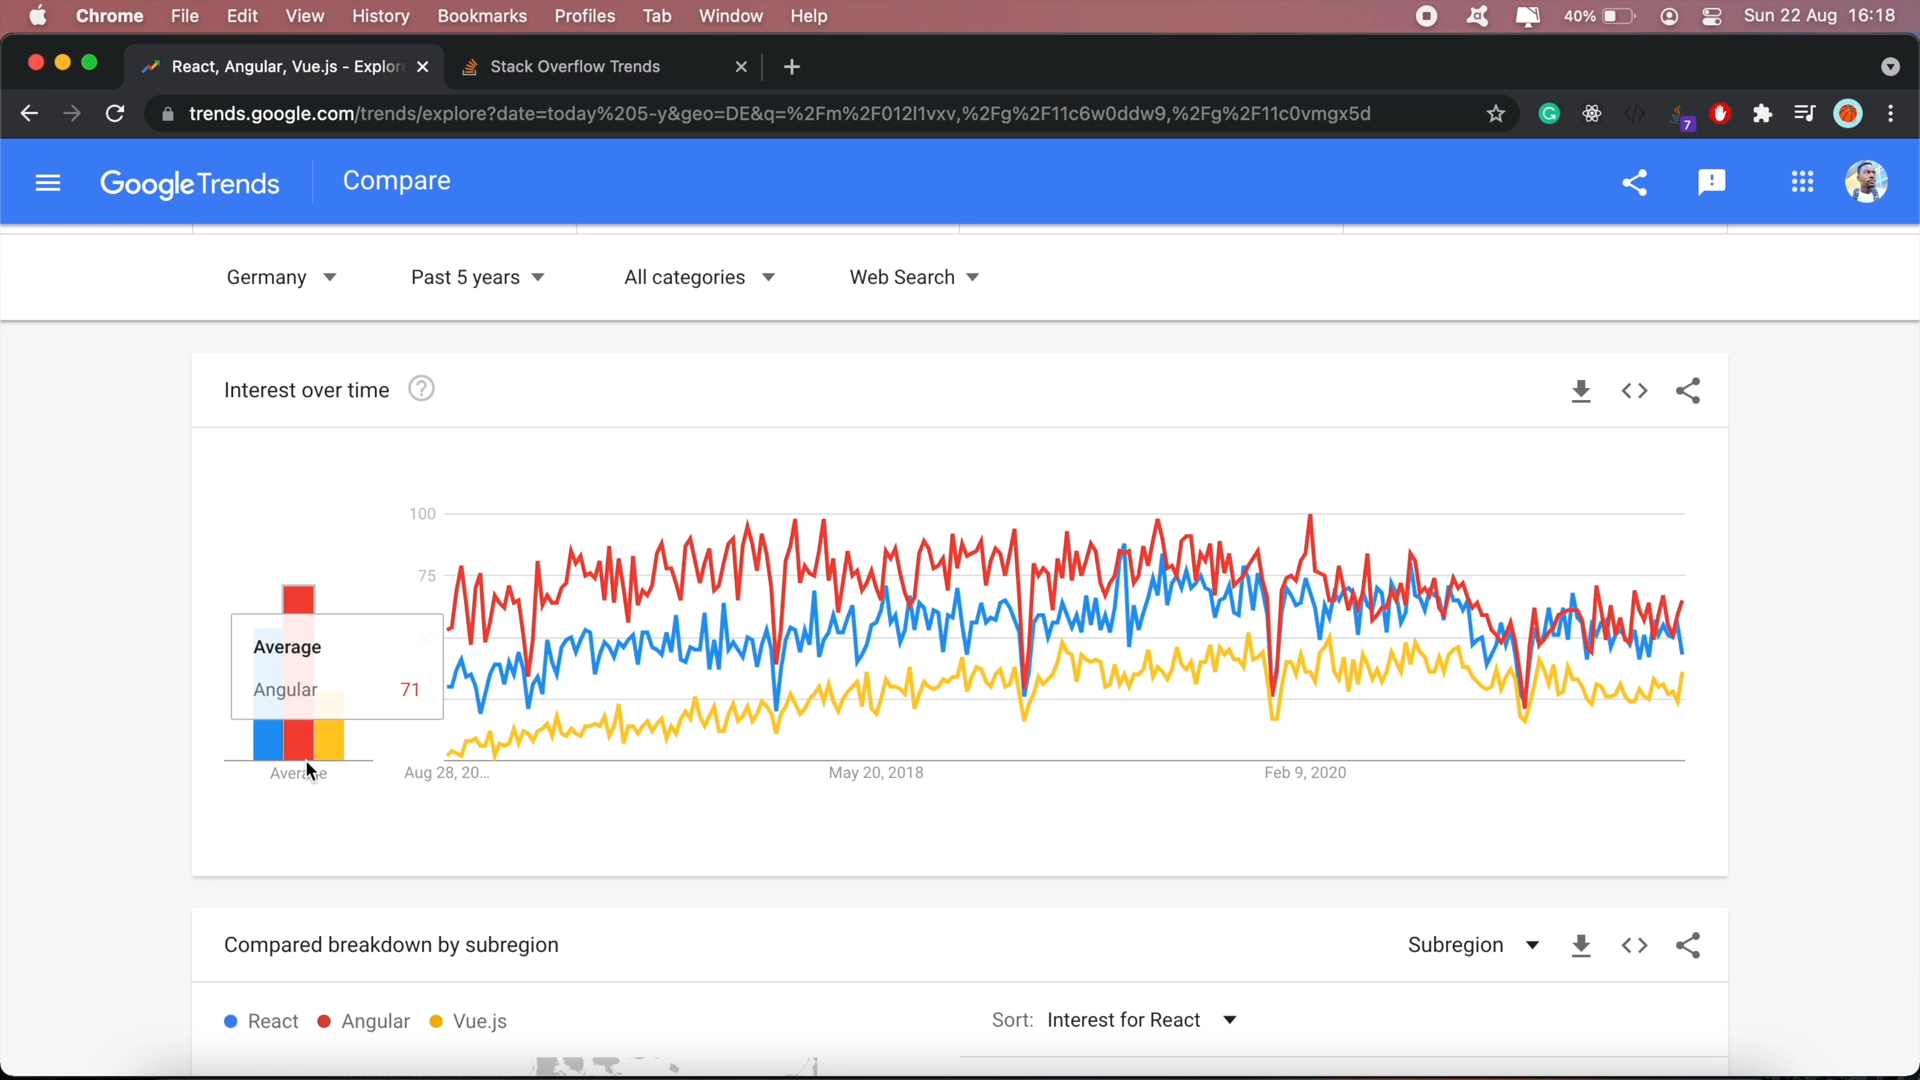 Chrome File Edit View History Bookmarks Profiles Tab Window Help 40% Sun 22 Aug 16:18
React, Angular, Vue.js - Explor Stack Overflow Trends
trends.google.com/trends/explore?date=today%205-y&geo=DE&q=%2Fm%2F012l1vxv,%2Fg%2F11c6w0ddw9,%2Fg%2F11c0vmgx5d 7
Google Trends Compare
Germany Past 5 years All categories Web Search
Interest over time
100
75
50
Average
Angular 71
Average Aug 28, 20... May 20, 2018 Feb 9, 2020
Compared breakdown by subregion Subregion
React Angular Vue.js Sort: Interest for React